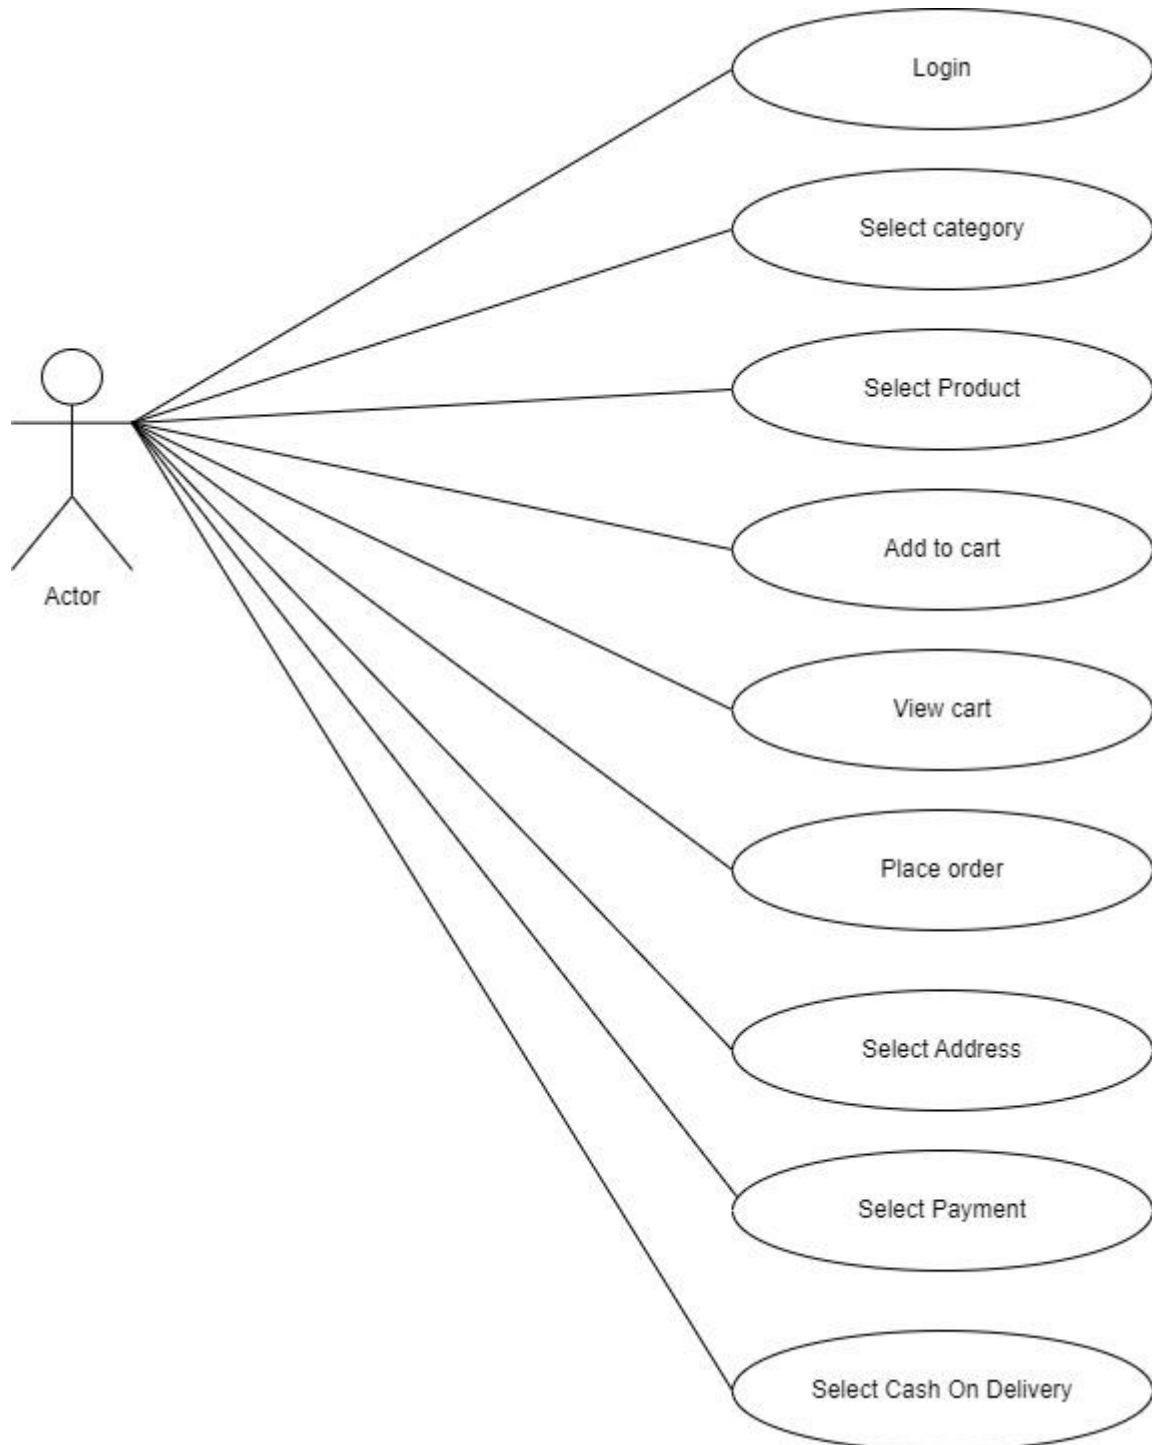 Login
Select category
Select Product
Add to cart
Actor
View cart
Place order
Select Address
Select Payment
Select Cash On Delivery